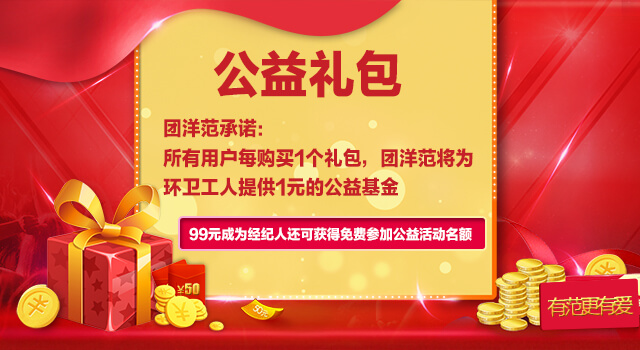 公益礼包
团洋范承诺：
所有用户每购买1个礼包，团洋范将为
环卫工人提供1元的公益基金
99元成为经纪人还可获得免费参加公益活动名额
¥50
50元
有范更有爱